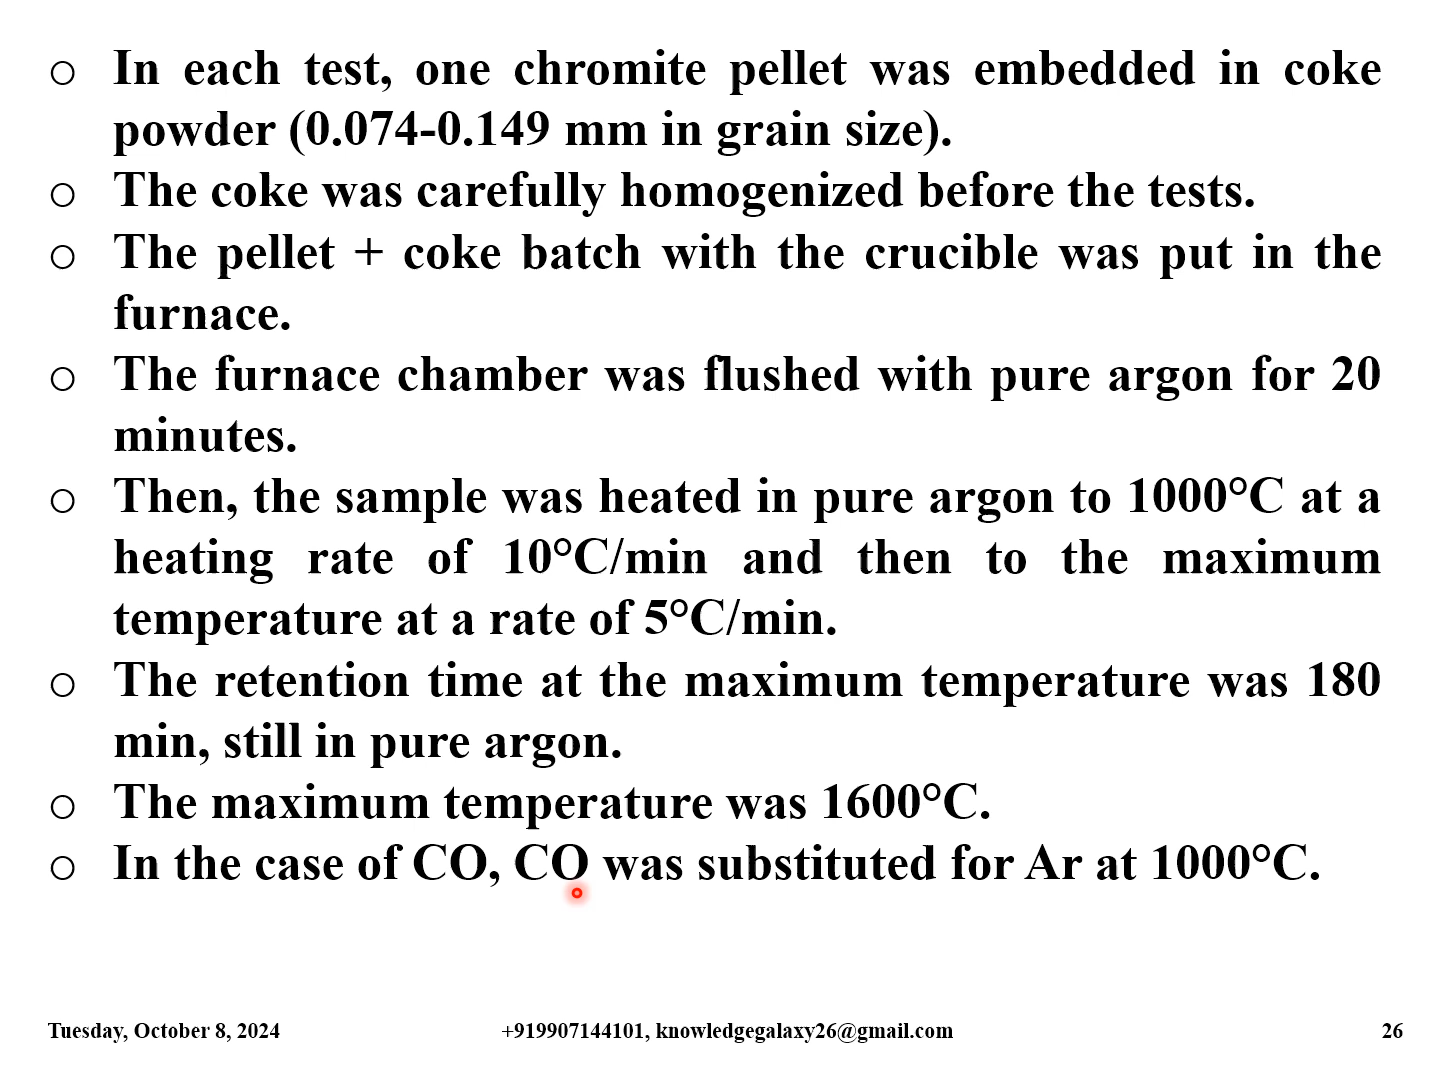 ○ In each test, one chromite pellet was embedded in coke
powder (0.074-0.149 mm in grain size).
○ The coke was carefully homogenized before the tests.
○ The pellet + coke batch with the crucible was put in the
furnace.
○ The furnace chamber was flushed with pure argon for 20
minutes.
○ Then, the sample was heated in pure argon to 1000°C at a
heating rate of 10°C/min and then to the maximum
temperature at a rate of 5°C/min.
○ The retention time at the maximum temperature was 180
min, still in pure argon.
○ The maximum temperature was 1600°C.
○ In the case of CO, CO was substituted for Ar at 1000°C.
Tuesday, October 8, 2024 +919907144101, knowledgegalaxy26@gmail.com 26